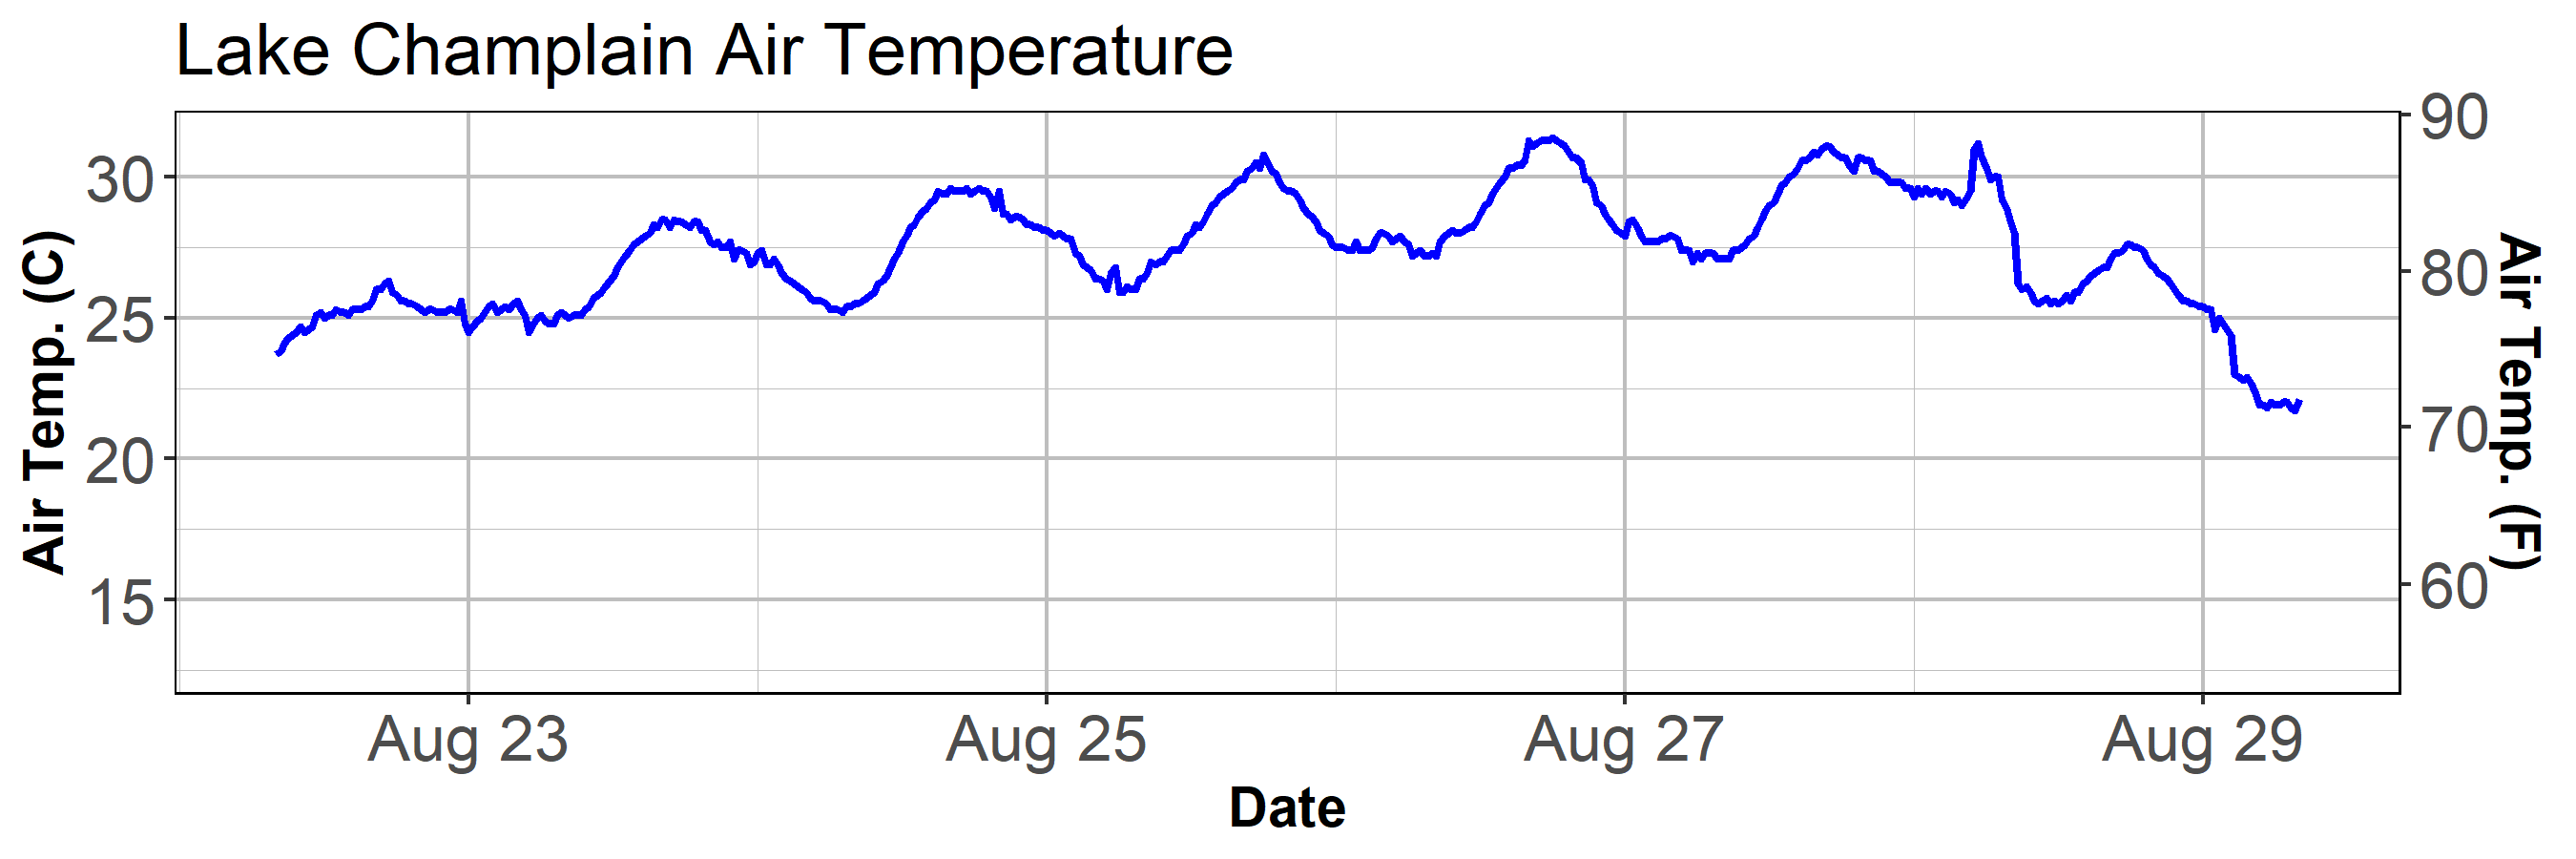 Lake Champlain Air Temperature
Air Temp. (C)
30
25
20
15
90
80
70
60
Air Temp. (F)
Aug 23 Aug 25 Aug 27 Aug 29
Date